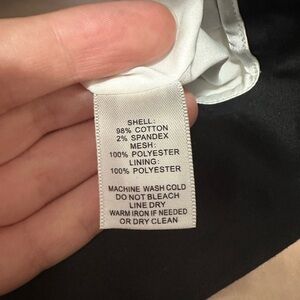 SHELL:
98% COTTON
2% SPANDEX
MESH:
100% POLYESTER
LINING:
100% POLYESTER
MACHINE WASH COLD
DO NOT BLEACH
LINE DRY
WARM IRON IF NEEDED
OR DRY CLEAN